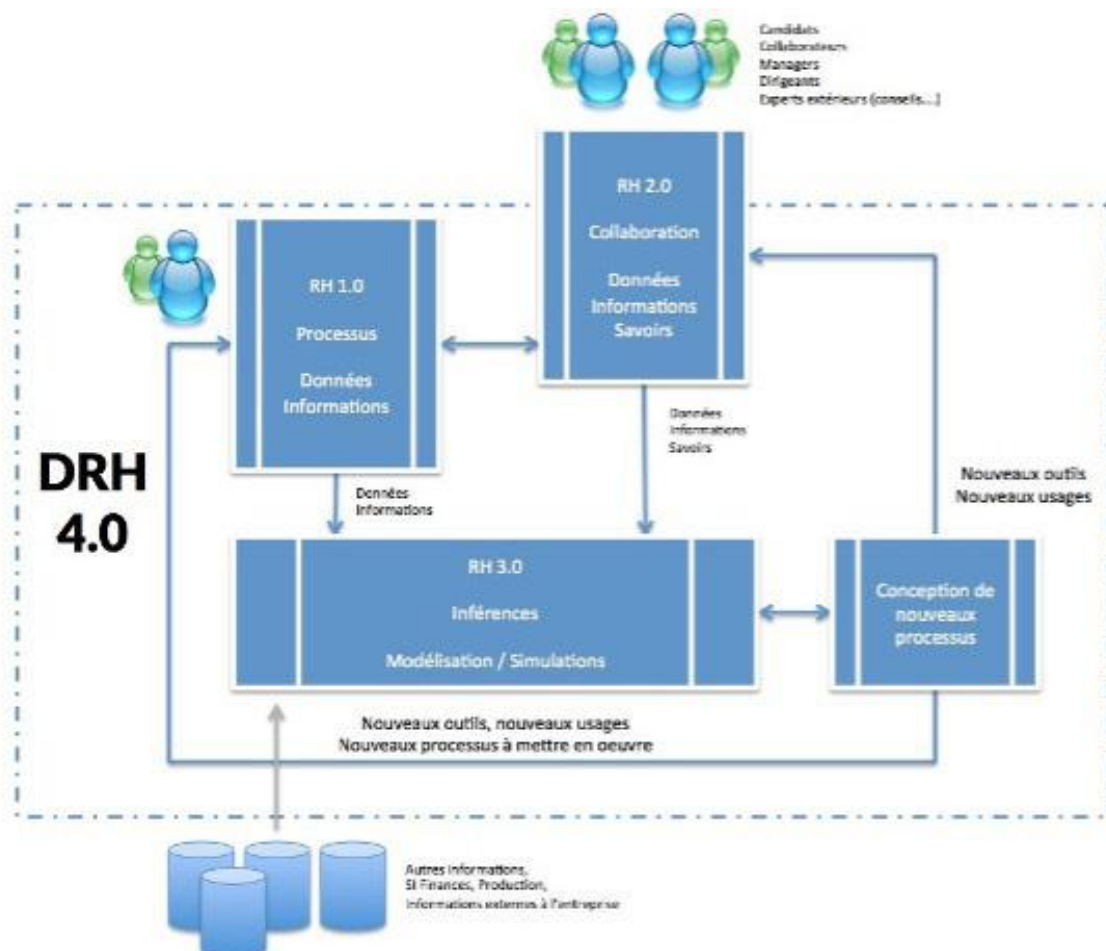 Candidats
Collaborateurs
Managers
Dirigeants
Experts extérieurs (conseils...)
RH 2.0
Collaboration
Données
Informations
Savoirs
RH 1.0
Processus
Données
Informations
DRH
4.0
Données
Informations
Données
Informations
Savoirs
Nouveaux outils
Nouveaux usages
RH 3.0
Inférences
Modélisation / Simulations
Conception de
nouveaux
processus
Nouveaux outils, nouveaux usages
Nouveaux processus à mettre en oeuvre
Autres informations,
SI Finances, Production,
Informations externes à l'entreprise